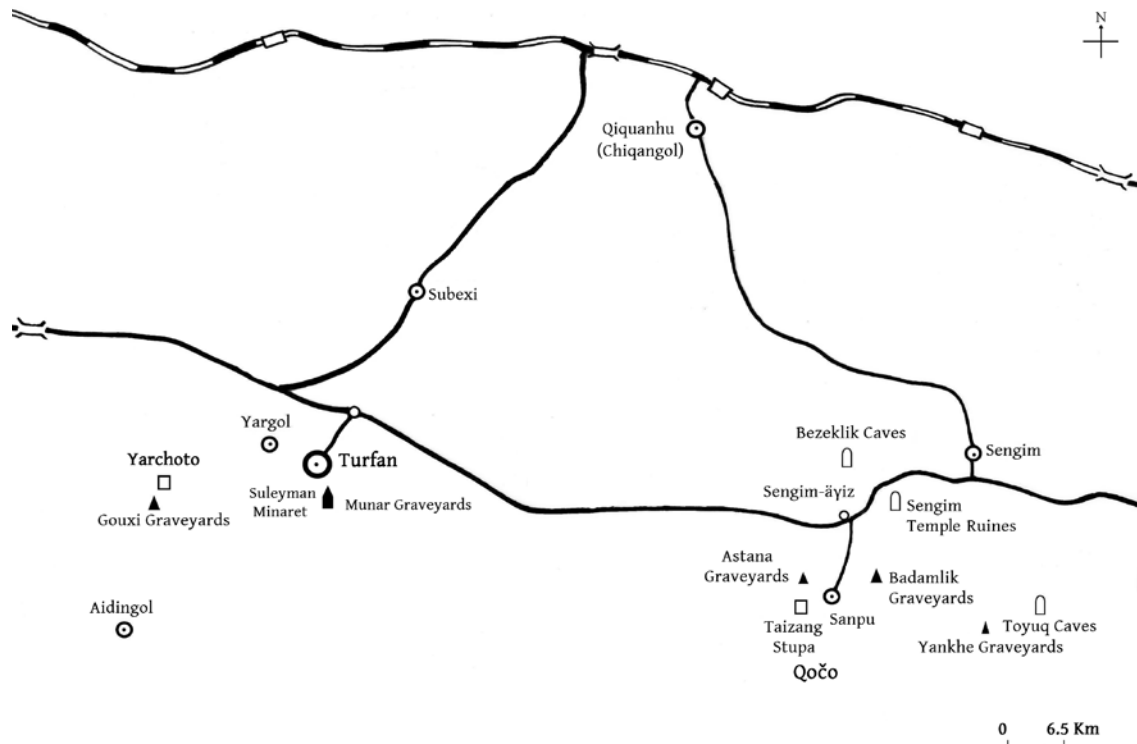 N
Qiquanhu
(Chiqangol)
Subexi
Yargol
Yarchoto
Turfan
Gouxi Graveyards
Suleyman
Minaret
Munar Graveyards
Bezeklik Caves
Sengim
Sengim-äγiz
Sengim
Temple Ruines
Astana
Graveyards
Badamlik
Graveyards
Aidingol
Taizang
Stupa
Sanpu
Toyuq Caves
Yankhe Graveyards
Qočo
0 6.5 Km